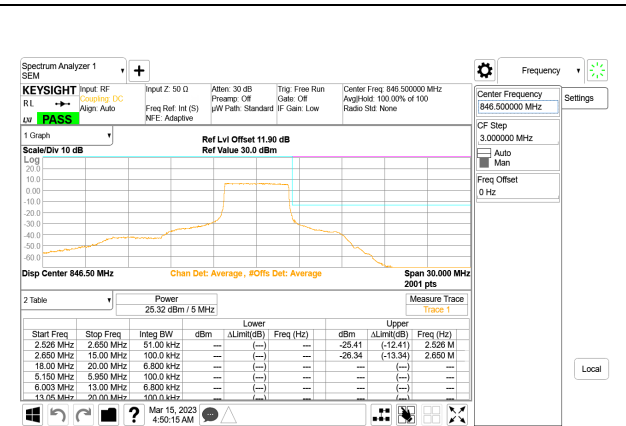 Spectrum Analyzer 1
SEM
Frequency
KEYSIGHT
RL
LXI PASS
Input: RF
Coupling: DC
Align: Auto
Input Z: 50 Ω
Freq Ref: Int (S)
NFE: Adaptive
Atten: 30 dB
Preamp: Off
µW Path: Standard
Trig: Free Run
Gate: Off
IF Gain: Low
Center Freq: 846.500000 MHz
Avg|Hold: 100.00% of 100
Radio Std: None
Center Frequency
846.500000 MHz
Settings
CF Step
3.000000 MHz
Auto
Man
Freq Offset
0 Hz
1 Graph
Scale/Div 10 dB
Ref Lvl Offset 11.90 dB
Ref Value 30.0 dBm
Log
20.0
10.0
0.00
-10.0
-20.0
-30.0
-40.0
-50.0
-60.0
Disp Center 846.50 MHz
Chan Det: Average , #Offs Det: Average
Span 30.000 MHz
2001 pts
2 Table
Power
25.32 dBm / 5 MHz
Measure Trace
Trace 1
Lower Upper
Start Freq Stop Freq Integ BW dBm ΔLimit(dB) Freq (Hz) dBm ΔLimit(dB) Freq (Hz)
2.526 MHz 2.650 MHz 51.00 kHz --- (---) --- -25.41 (-12.41) 2.526 M
2.650 MHz 15.00 MHz 100.0 kHz --- (---) --- -26.34 (-13.34) 2.650 M
18.00 MHz 20.00 MHz 6.800 kHz --- (---) --- --- (---) ---
5.150 MHz 5.950 MHz 6.800 kHz --- (---) --- --- (---) ---
6.003 MHz 13.00 MHz 6.800 kHz --- (---) --- --- (---) ---
13.05 MHz 20.00 MHz 100.0 kHz --- (---) --- --- (---) ---
Local
?
Mar 15, 2023
4:50:15 AM